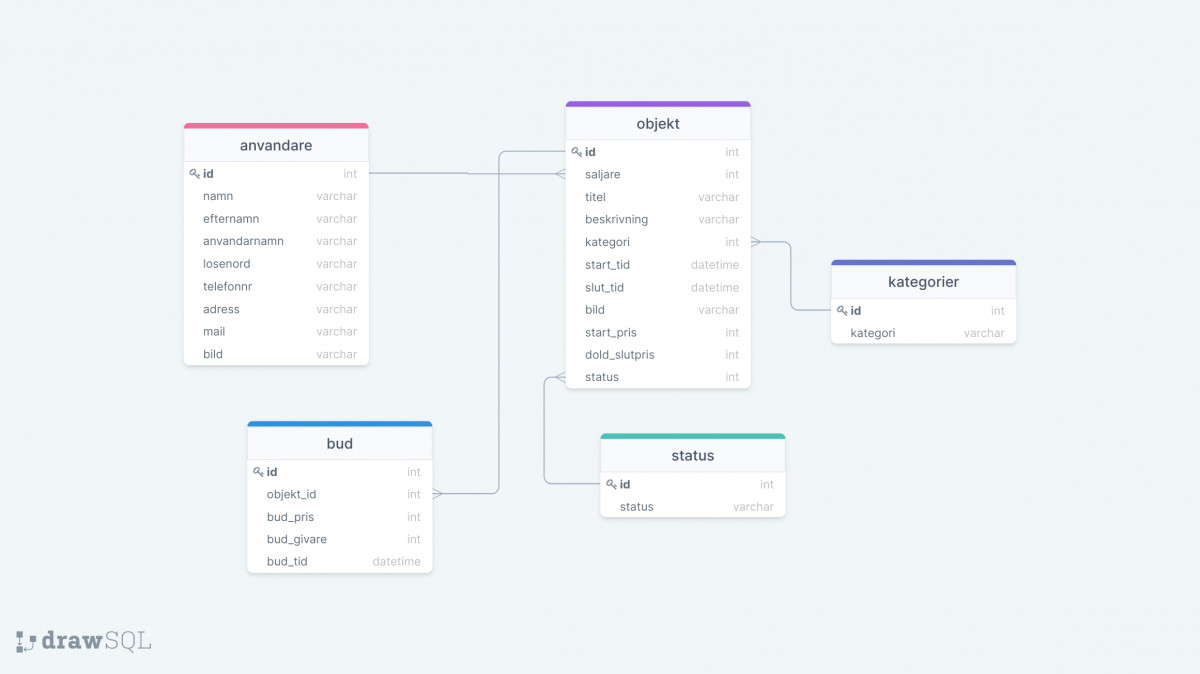 anvandare
id int
namn varchar
efternamn varchar
anvandarnamn varchar
losenord varchar
telefonnr varchar
adress varchar
mail varchar
bild varchar
objekt
id int
saljare int
titel varchar
beskrivning varchar
kategori int
start_tid datetime
slut_tid datetime
bild varchar
start_pris int
dold_slutpris int
status int
kategorier
id int
kategori varchar
bud
id int
objekt_id int
bud_pris int
bud_givare int
bud_tid datetime
status
id int
status varchar
drawSQL